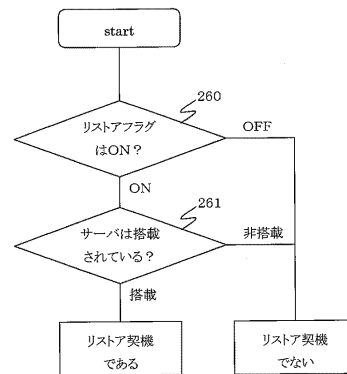 start
260
リストアフラグ
はON？
OFF
ON
261
サーバは搭載
されている？
非搭載
搭載
リストア契機
である
リストア契機
でない